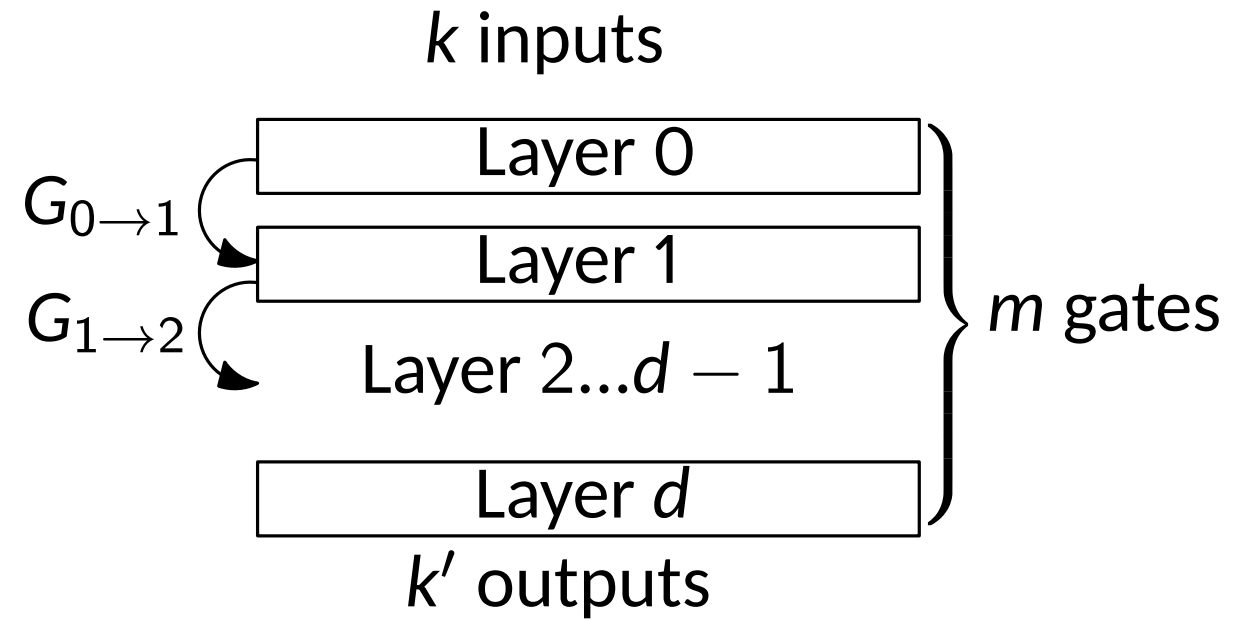 k inputs
Layer 0
G0→1
Layer 1
G1→2
m gates
Layer 2...d − 1
Layer d
k′ outputs